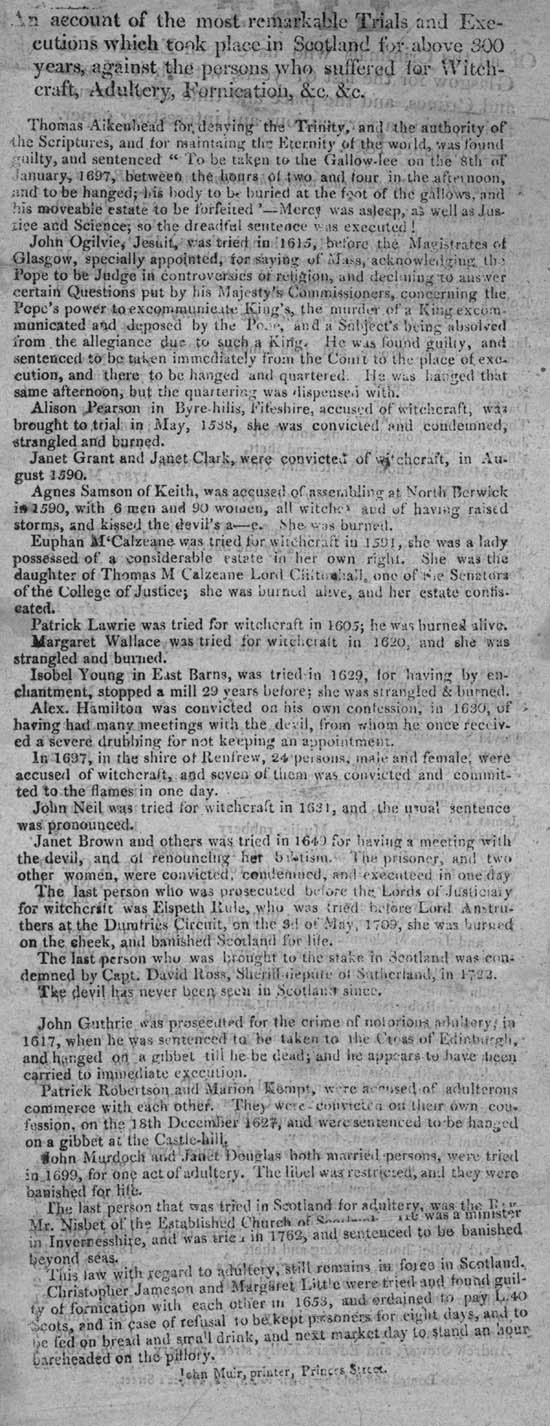 An account of the most remarkable Trials and Exe-
cutions which took place in Scotland for above 300
years, against the persons who suffered for Witch-
craft, Adultery, Fornication, &c. &c.
Thomas Aikenhead for denying the Trinity, and the authority of
the Scriptures, and for maintaing the Eternity of the world, was found
guilty, and sentenced " To be taken to the Gallow-lee on the 8th of
January, 1697, between the hours of two and four in the afternoon,
and to be hanged; his body to be buried at the foot of the gallows, and
his moveable estate to be forfeited '—Mercy was asleep, as well as Jus-
tice and Science; so the dreadful sentence was executed!
John Ogilvie, Jesuit, was tried in 1615, before the Magistrates of
Glasgow, specially appointed, for saying of Mass, acknowledging the
Pope to be Judge in controversies of religion, and declining to answer
certain Questions put by his Majesty's Commissioners, concerning the
Pope's power to excommunicate King's, the murder of a King excom-
municated and deposed by the Pope, and a Subject's being absolved
from the allegiance due to such a King. He was found guilty, and
sentenced to be taken immediately from the Court to the place of exe-
cution, and there to be hanged and quartered. He was hanged that
same afternoon, but the quartering was dispensed with.
Alison Pearson in Byre-hills, Fifeshire, accused of witchcraft, was
brought to trial in May, 1588, she was convicted and condemned,
strangled and burned.
Janet Grant and Janet Clark, were convicted of witchcraft, in Au-
gust 1590.
Agnes Samson of Keith, was accused of assembling at North Berwick
in 1590, with 6 men and 90 women, all witches and of having raised
storms, and kissed the devil's a—e. She was burned.
Euphan M'Calzeane was tried for witchcraft in 1591, she was a lady
possessed of a considerable estate in her own right. She was the
daughter of Thomas M Calzeane Lord Cliftonhall, one of the Senators
of the College of Justice; she was burned alive, and her estate confis-
cated.
Patrick Lawrie was tried for witchcraft in 1605; he was burned alive.
Margaret Wallace was tried for witchcraft in 1620, and she was
strangled and burned.
Isobel Young in East Barns, was tried in 1629, for having by en-
chantment, stopped a mill 29 years before; she was strangled & burned.
Alex. Hamilton was convicted on his own confession, in 1630, of
having had many meetings with the devil, from whom he once receiv-
ed a severe drubbing for not keeping an appointment.
In 1697, in the shire of Renfrew, 24 persons, male and female, were
accused of witchcraft, and seven of them was convicted and commit-
ted to the flames in one day.
John Neil was tried for witchcraft in 1631, and the usual sentence
was pronounced.
Janet Brown and others was tried in 1649 for having a meeting with
the devil, and of renouncing her babtism. The prisoner, and two
other women, were convicted, condemned, and executeed in one day
The last person who was prosecuted before the Lords of Justiciary
for witchcraft was Elspeth Rule, who was tried before Lord Anstru-
thers at the Dumfries Circuit, on the 3d of May, 1709, she was burned
on the cheek, and banished Scotland for life.
The last person who was brought to the stake in Scotland was con-
demned by Capt. David Ross, Sheriff-depute of Sutherland, in 1722.
The devil has never been seen in Scotland since.
John Guthrie was prosecuted for the crime of notorious adultery, in
1617, when he was sentenced to be taken to the Cross of Edinburgh,
and hanged on a gibbet till he be dead; and he appears to have been
carried to immediate execution.
Patrick Robertson and Marion Kempt, were accused of adulterous
commerce with each other. They were convicted on their own con-
fession, on the 18th December 1627, and were sentenced to be hanged
on a gibbet at the Castle-hill.
John Murdoch and Janet Douglas both married persons, were tried
in 1699, for one act of adultery. The libel was restricted, and they were
banished for life.
The last person that was tried in Scotland for adultery, was the Rev.
Mr. Nisbet of the Established Church of Scotland. He was a minister
in Invernesshire, and was tried in 1762, and sentenced to be banished
beyond seas.
This law with regard to adultery, still remains in force in Scotland.
Christopher Jameson and Margaret Little were tried and found guil-
ty of fornication with each other in 1653, and ordained to pay L.40
Scots, and in case of refusal to be kept prisoners for eight days, and to
be fed on bread and small drink, and next market day to stand an hour
bareheaded on the pillory.
John Muir, printer, Princes Street.